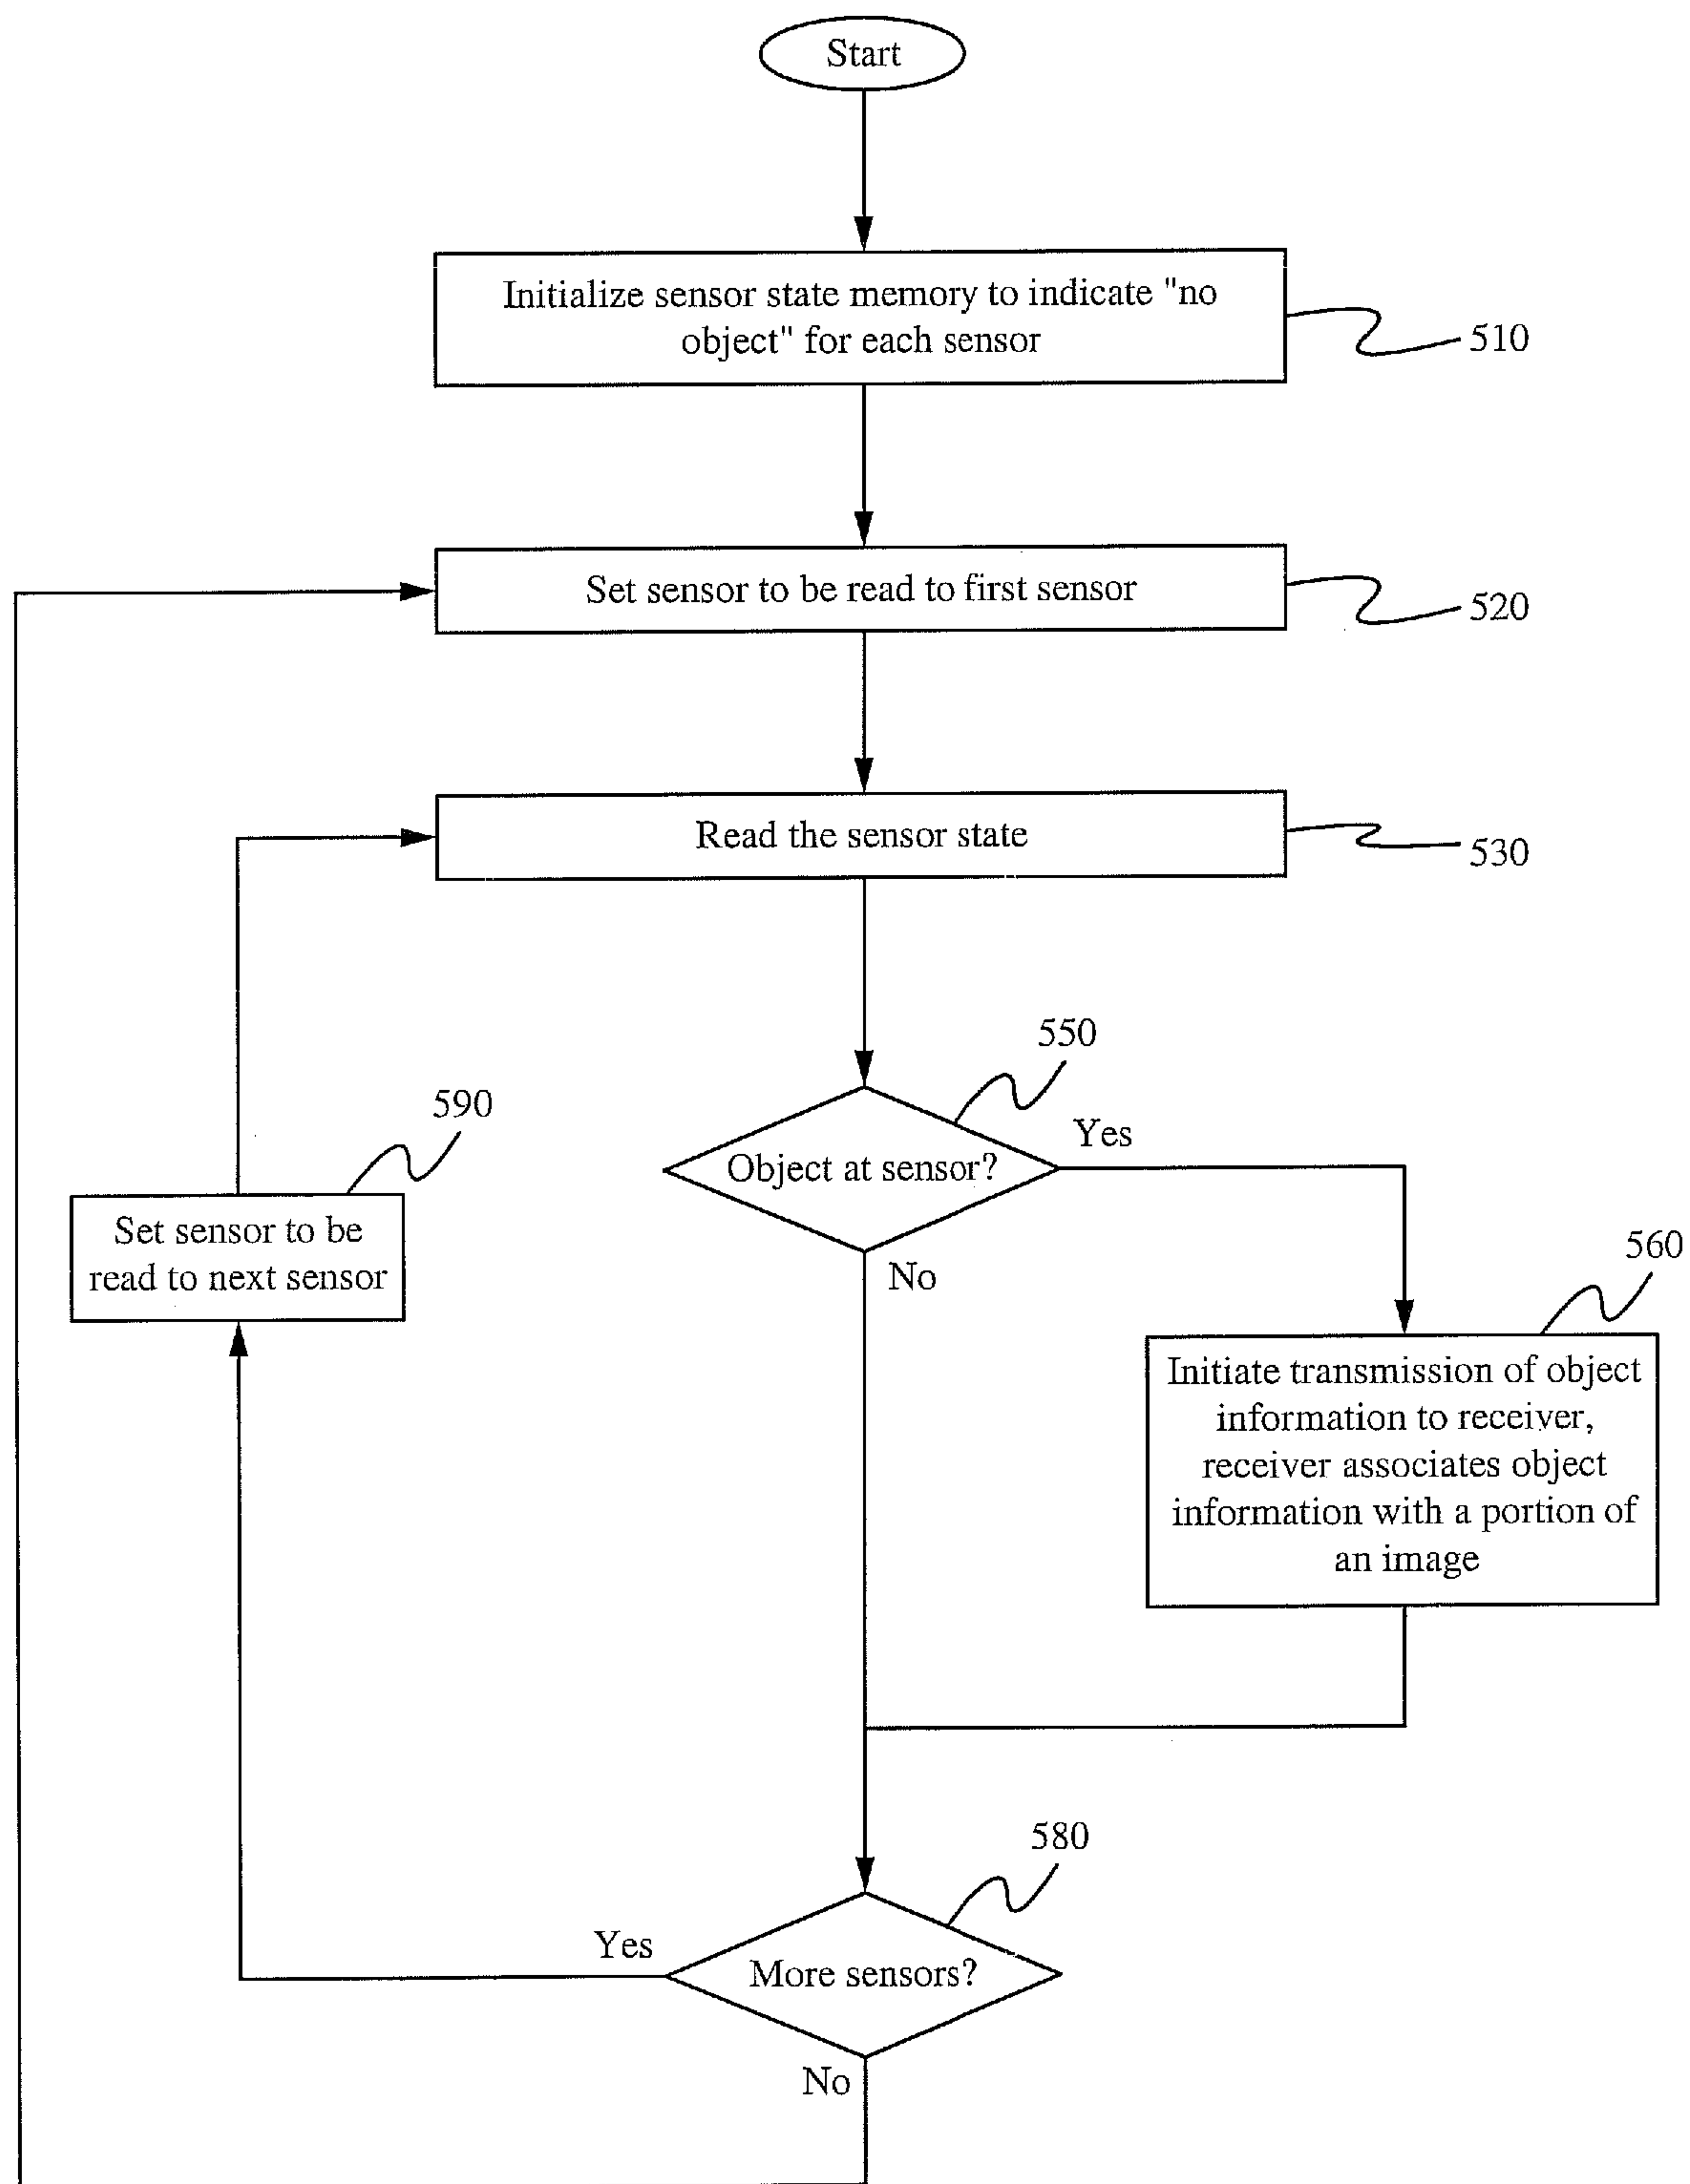 Start
Initialize sensor state memory to indicate "no
object" for each sensor
510
Set sensor to be read to first sensor
520
Read the sensor state
530
550
Object at sensor?
Yes
No
590
Set sensor to be
read to next sensor
560
Initiate transmission of object
information to receiver,
receiver associates object
information with a portion of
an image
580
More sensors?
Yes
No